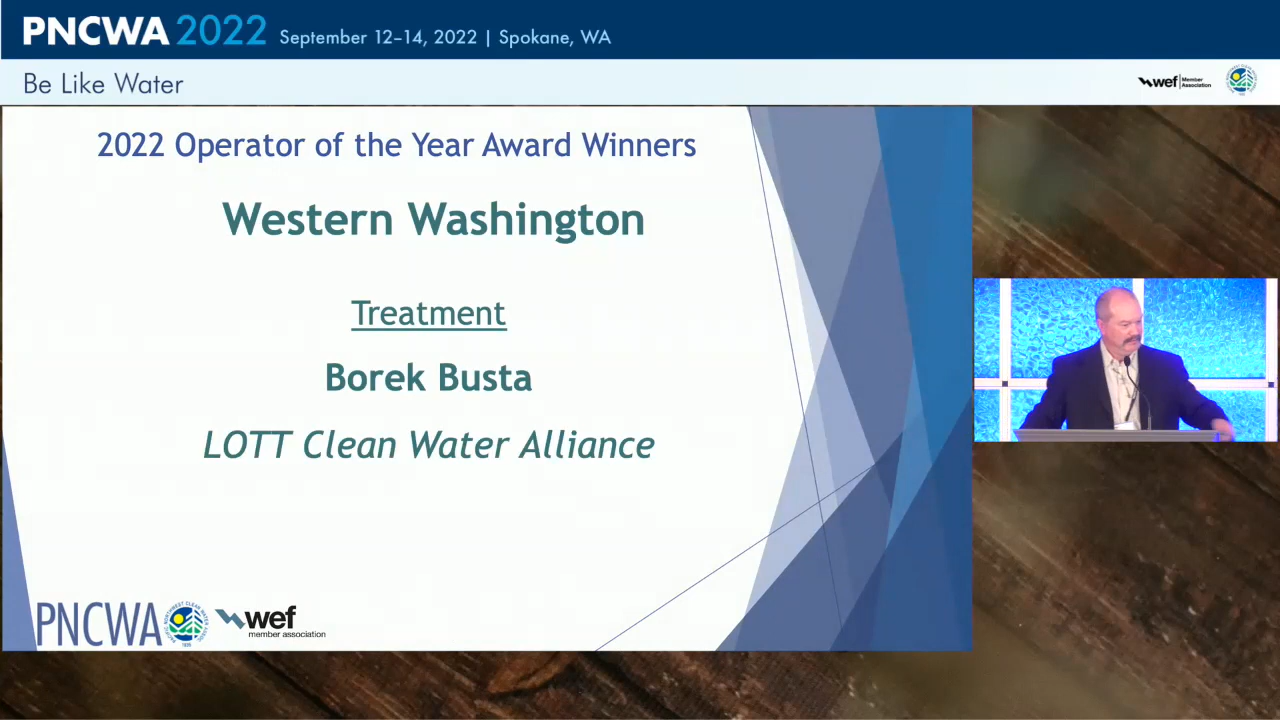 PNCWA 2022 September 12–14, 2022 | Spokane, WA
Be Like Water
wef Member Association
2022 Operator of the Year Award Winners
Western Washington
Treatment
Borek Busta
LOTT Clean Water Alliance
PNCWA
wef
member association